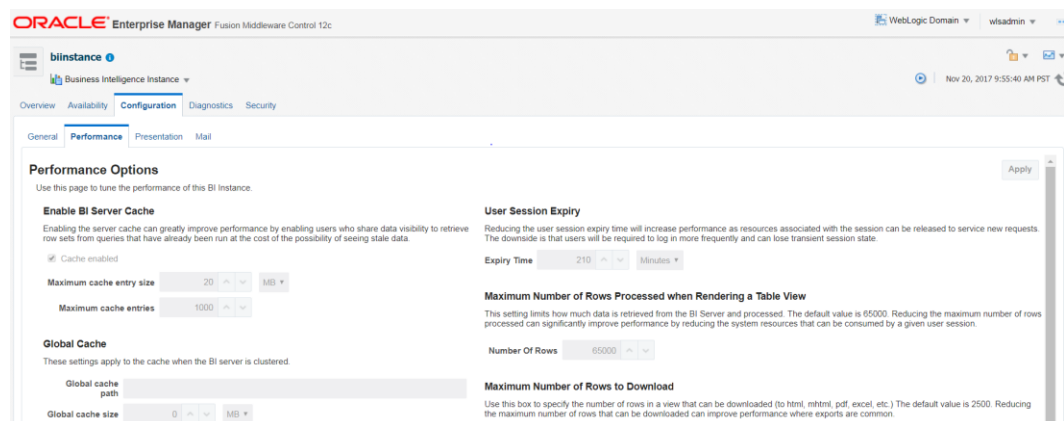 ORACLE Enterprise Manager Fusion Middleware Control 12c
WebLogic Domain
wlsadmin
biinstance
Business Intelligence Instance
Nov 20, 2017 9:55:40 AM PST
Overview Availability Configuration Diagnostics Security
General Performance Presentation Mail
Performance Options
Apply
Use this page to tune the performance of this BI Instance.
Enable BI Server Cache
Enabling the server cache can greatly improve performance by enabling users who share data visibility to retrieve
row sets from queries that have already been run at the cost of the possibility of seeing stale data.
Cache enabled
Maximum cache entry size 20 MB
Maximum cache entries 1000
Global Cache
These settings apply to the cache when the BI server is clustered.
Global cache
path
Global cache size 0 MB
User Session Expiry
Reducing the user session expiry time will increase performance as resources associated with the session can be released to service new requests.
The downside is that users will be required to log in more frequently and can lose transient session state.
Expiry Time 210 Minutes
Maximum Number of Rows Processed when Rendering a Table View
This setting limits how much data is retrieved from the BI Server and processed. The default value is 65000. Reducing the maximum number of rows
processed can significantly improve performance by reducing the system resources that can be consumed by a given user session.
Number Of Rows 65000
Maximum Number of Rows to Download
Use this box to specify the number of rows in a view that can be downloaded (to html, mhtml, pdf, excel, etc.) The default value is 2500. Reducing
the maximum number of rows that can be downloaded can improve performance where exports are common.